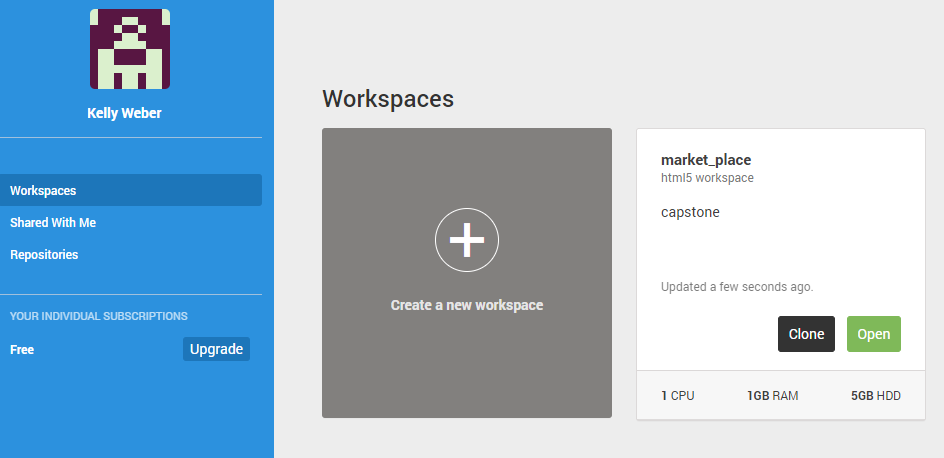 Kelly Weber
Workspaces
Shared With Me
Repositories
YOUR INDIVIDUAL SUBSCRIPTIONS
Free
Upgrade
Workspaces
Create a new workspace
market_place
html5 workspace
capstone
Updated a few seconds ago.
Clone
Open
1 CPU
1GB RAM
5GB HDD